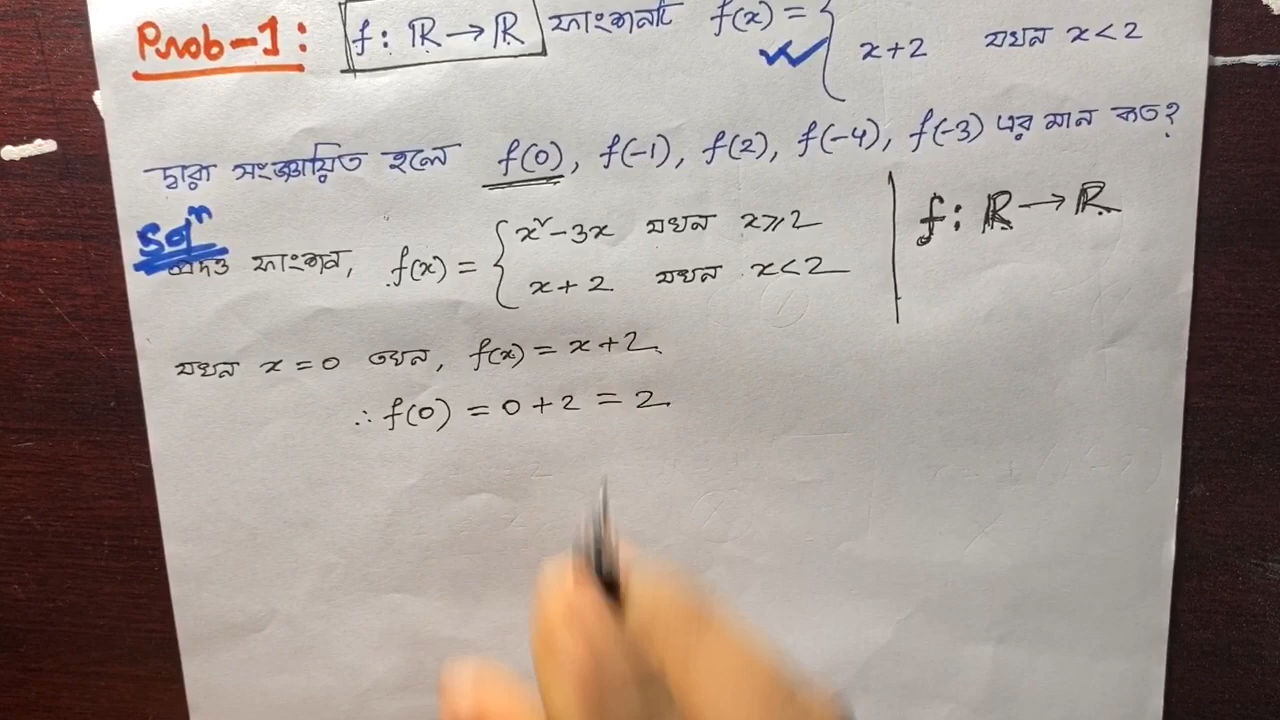 Prob-1: f: ℝ→ℝ ফাংশনটি f(x) = {
x+2 যখন x<2
দ্বারা সংজ্ঞায়িত হলে f(0), f(-1), f(2), f(-4), f(-3) এর মান কত?
Solⁿ
প্রদত্ত ফাংশন, f(x) = { x²-3x যখন x≥2
x+2 যখন x<2
f: ℝ→ℝ
যখন x=0 তখন, f(x) = x+2
∴ f(0) = 0+2 = 2